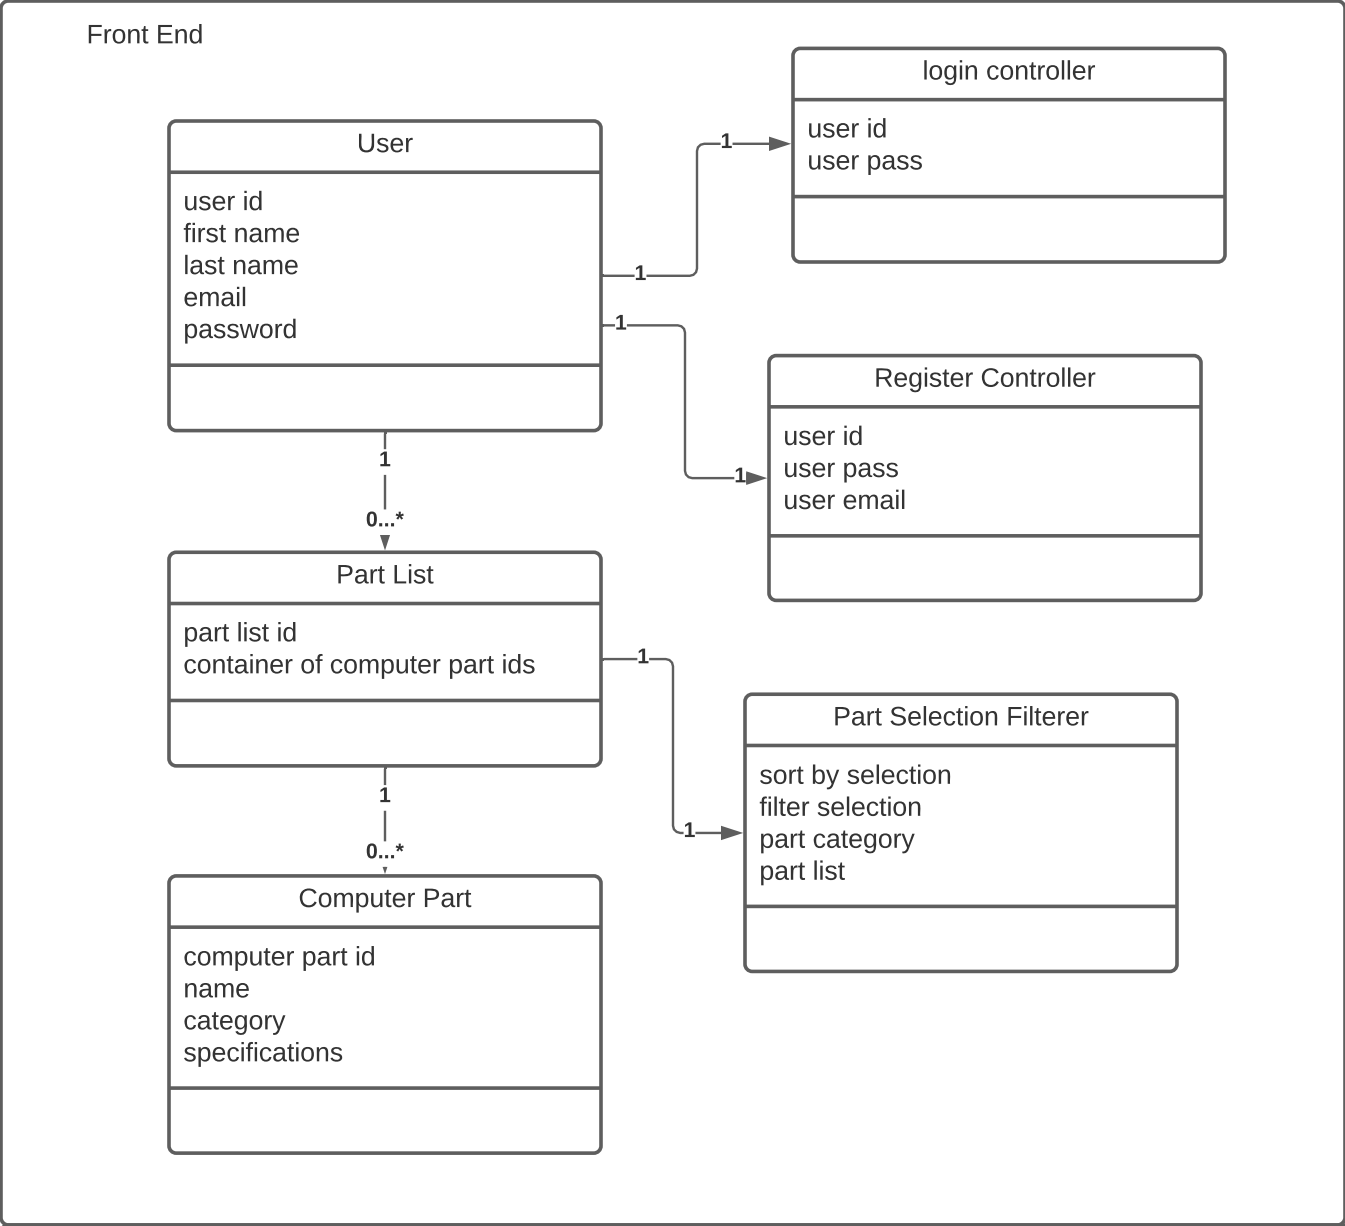 Front End
login controller
user id
user pass
User
user id
first name
last name
email
password
1
1
1
1
Register Controller
user id
user pass
user email
1
0...*
Part List
part list id
container of computer part ids
1
1
Part Selection Filterer
sort by selection
filter selection
part category
part list
1
0...*
Computer Part
computer part id
name
category
specifications